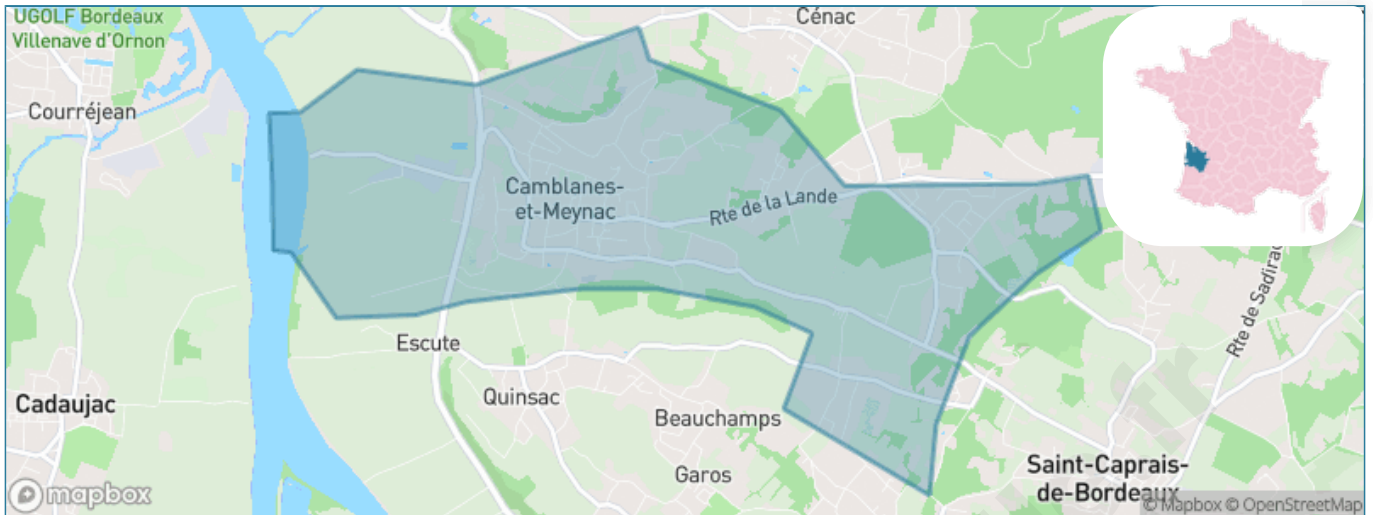 UGOLF Bordeaux
Villenave d'Ornon
Cénac
Courréjean
Camblanes-
et-Meynac
Rte de la Lande
Rte de Sadirac
Escute
Quinsac
Cadaujac
Beauchamps
Garos
Saint-Caprais-
de-Bordeaux
mapbox
© Mapbox © OpenStreetMap